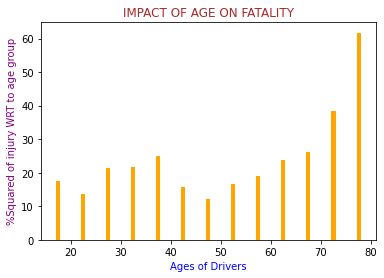 IMPACT OF AGE ON FATALITY
%Squared of injury WRT to age group
60
50
40
30
20
10
0
20 30 40 50 60 70 80
Ages of Drivers